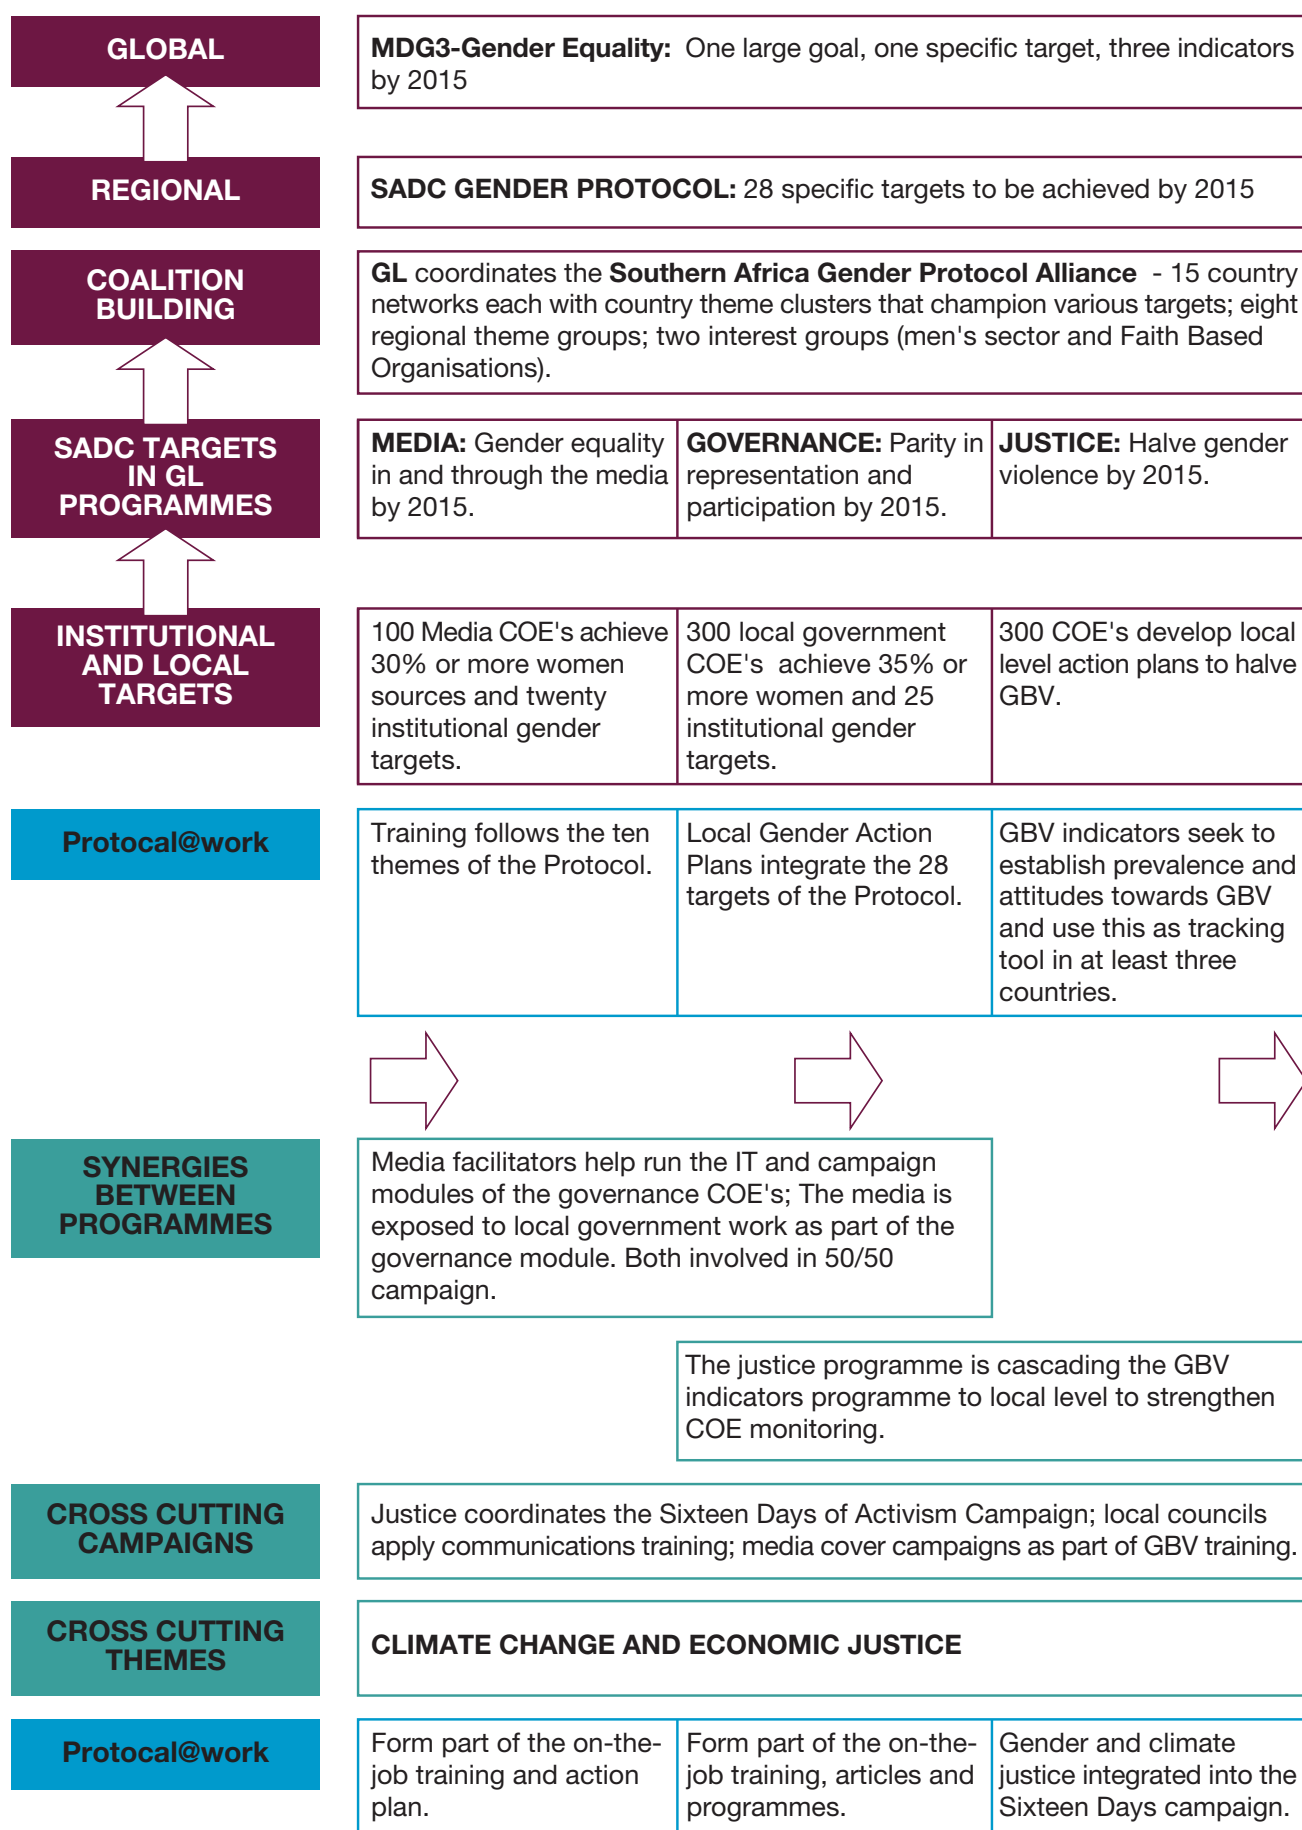 GLOBAL
MDG3-Gender Equality: One large goal, one specific target, three indicators
by 2015
REGIONAL
SADC GENDER PROTOCOL: 28 specific targets to be achieved by 2015
COALITION
BUILDING
GL coordinates the Southern Africa Gender Protocol Alliance - 15 country
networks each with country theme clusters that champion various targets; eight
regional theme groups; two interest groups (men's sector and Faith Based
Organisations).
SADC TARGETS
IN GL
PROGRAMMES
MEDIA: Gender equality
in and through the media
by 2015.
GOVERNANCE: Parity in
representation and
participation by 2015.
JUSTICE: Halve gender
violence by 2015.
INSTITUTIONAL
AND LOCAL
TARGETS
100 Media COE's achieve
30% or more women
sources and twenty
institutional gender
targets.
300 local government
COE's achieve 35% or
more women and 25
institutional gender
targets.
300 COE's develop local
level action plans to halve
GBV.
Protocal@work
Training follows the ten
themes of the Protocol.
Local Gender Action
Plans integrate the 28
targets of the Protocol.
GBV indicators seek to
establish prevalence and
attitudes towards GBV
and use this as tracking
tool in at least three
countries.
SYNERGIES
BETWEEN
PROGRAMMES
Media facilitators help run the IT and campaign
modules of the governance COE's; The media is
exposed to local government work as part of the
governance module. Both involved in 50/50
campaign.
The justice programme is cascading the GBV
indicators programme to local level to strengthen
COE monitoring.
CROSS CUTTING
CAMPAIGNS
Justice coordinates the Sixteen Days of Activism Campaign; local councils
apply communications training; media cover campaigns as part of GBV training.
CROSS CUTTING
THEMES
CLIMATE CHANGE AND ECONOMIC JUSTICE
Protocal@work
Form part of the on-the-
job training and action
plan.
Form part of the on-the-
job training, articles and
programmes.
Gender and climate
justice integrated into the
Sixteen Days campaign.